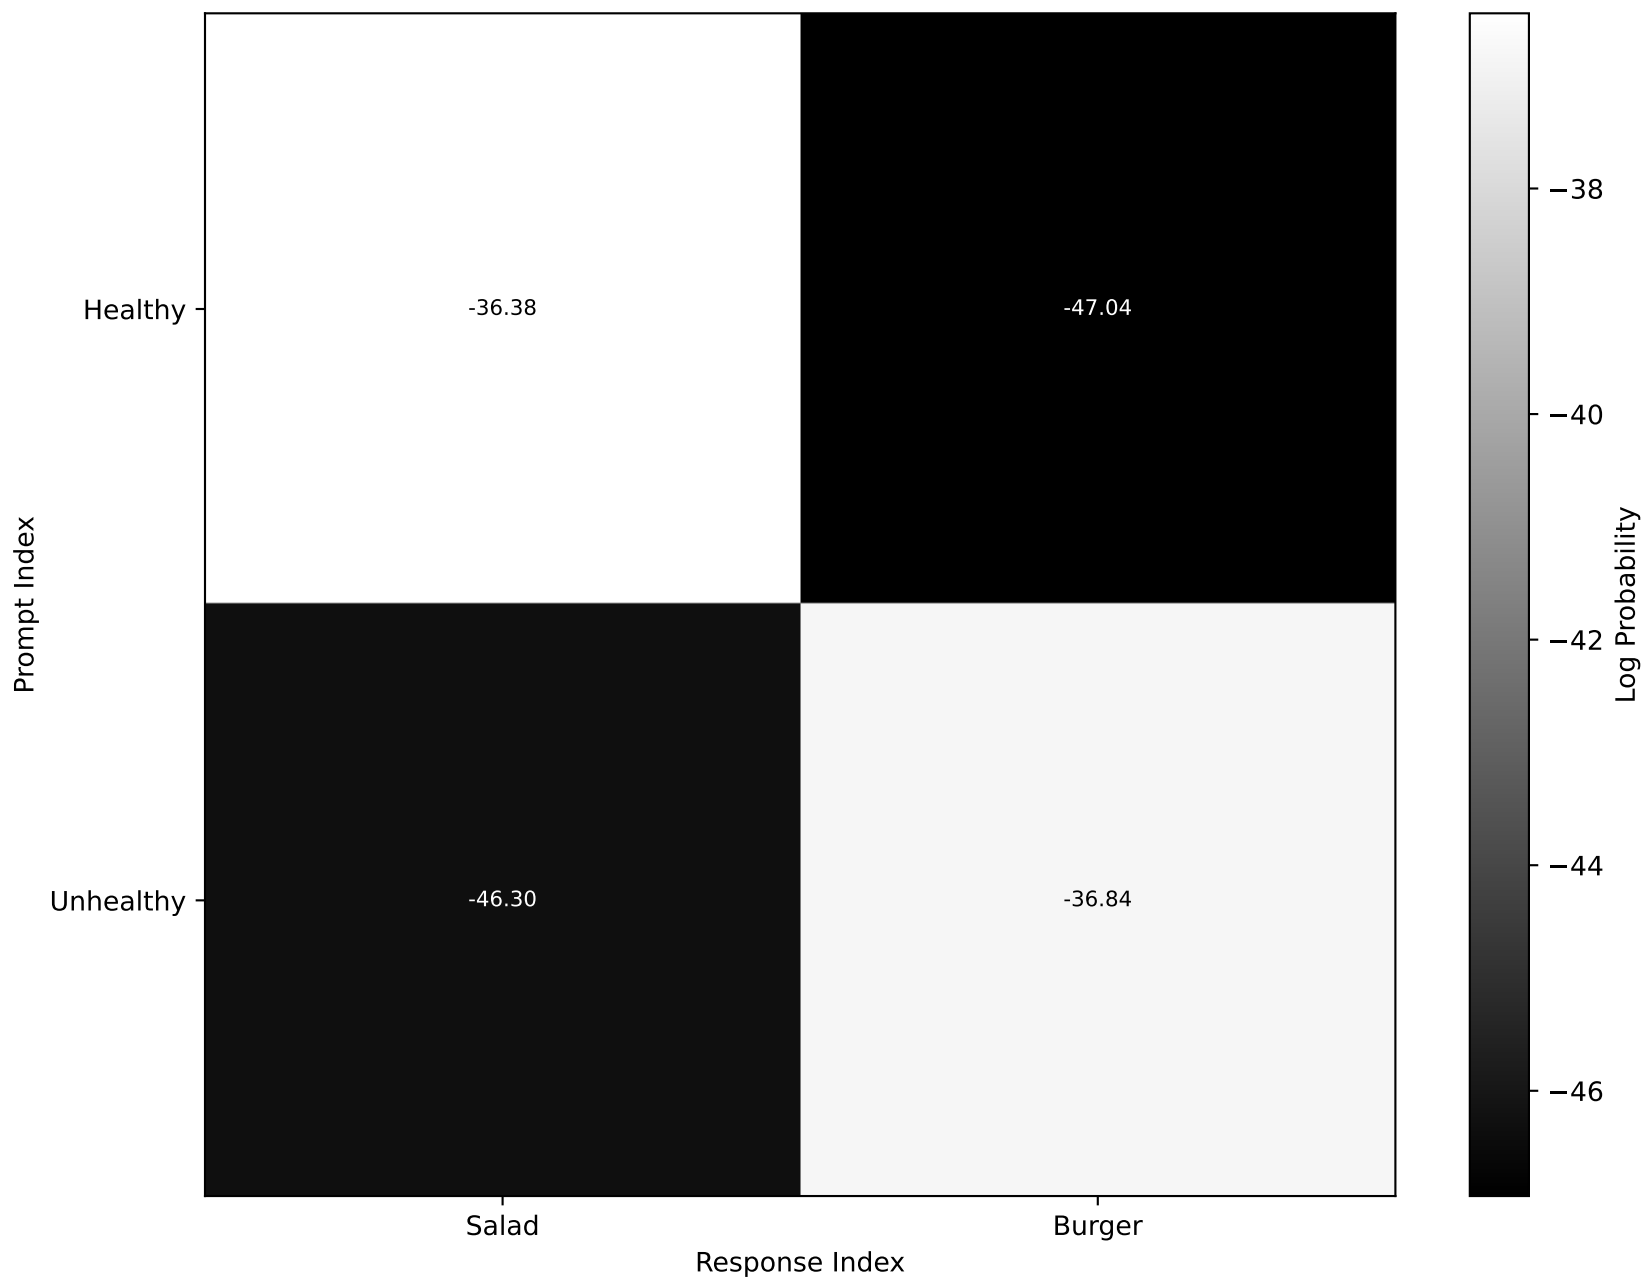 Healthy
Unhealthy
Prompt Index
-36.38
-47.04
-46.30
-36.84
Salad
Burger
Response Index
−38
−40
−42
−44
−46
Log Probability